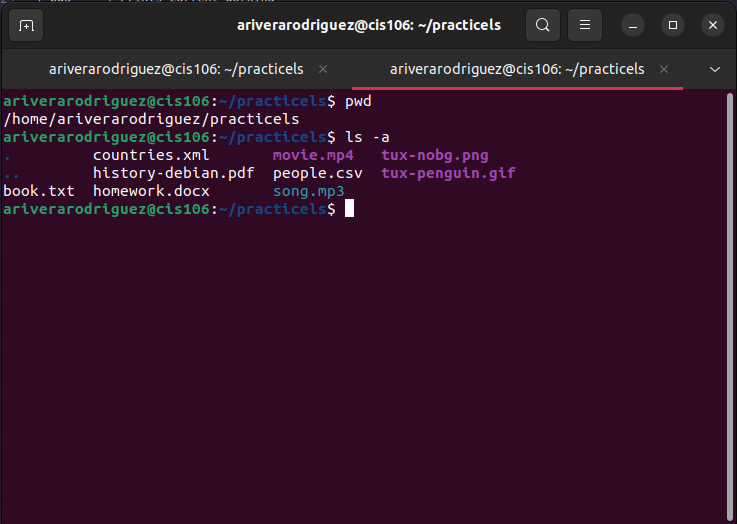 ariverarodriguez@cis106: ~/practicels
ariverarodriguez@cis106: ~/practicels × ariverarodriguez@cis106: ~/practicels ×
ariverarodriguez@cis106:~/practicels$ pwd
/home/ariverarodriguez/practicels
ariverarodriguez@cis106:~/practicels$ ls -a
. countries.xml movie.mp4 tux-nobg.png
.. history-debian.pdf people.csv tux-penguin.gif
book.txt homework.docx song.mp3
ariverarodriguez@cis106:~/practicels$